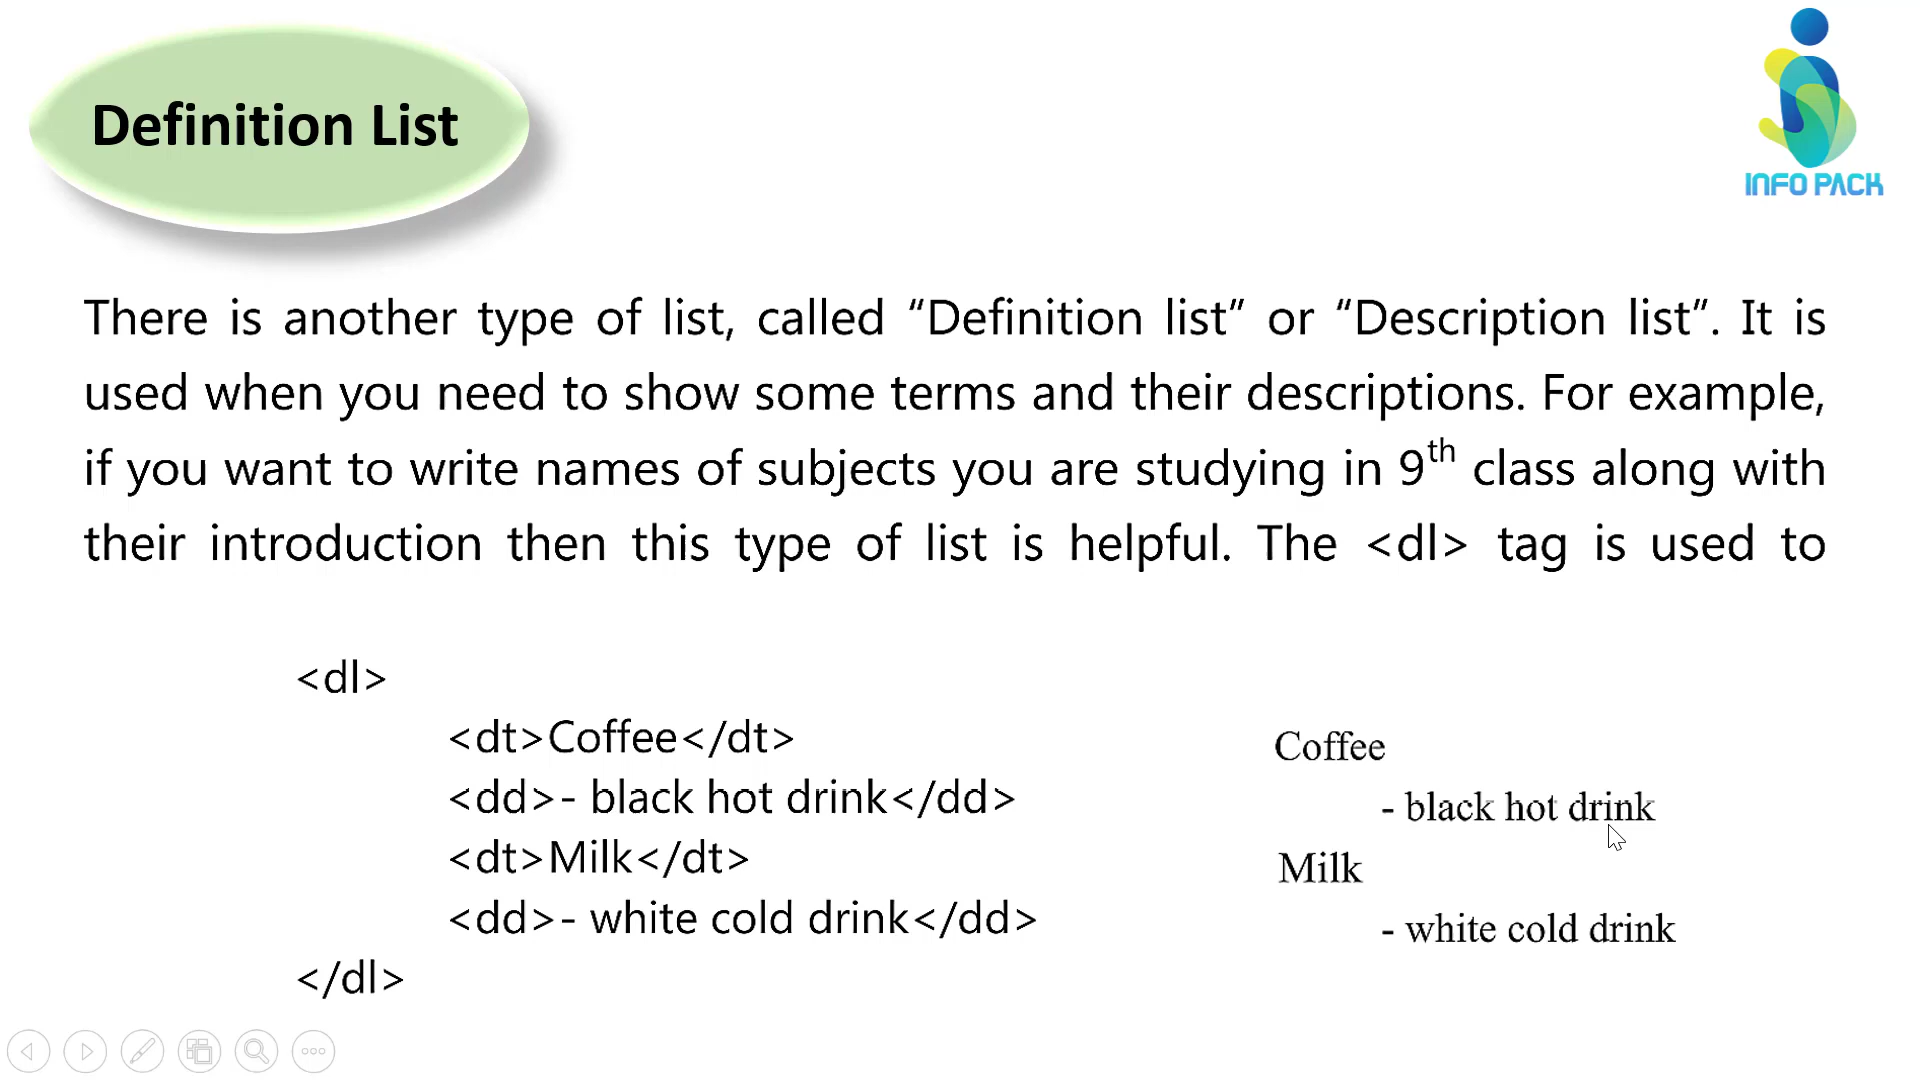 Definition List
INFO PACK
There is another type of list, called “Definition list” or “Description list”. It is
used when you need to show some terms and their descriptions. For example,
if you want to write names of subjects you are studying in 9th class along with
their introduction then this type of list is helpful. The <dl> tag is used to
<dl>
<dt>Coffee</dt>
<dd>- black hot drink</dd>
<dt>Milk</dt>
<dd>- white cold drink</dd>
</dl>
Coffee
- black hot drink
Milk
- white cold drink